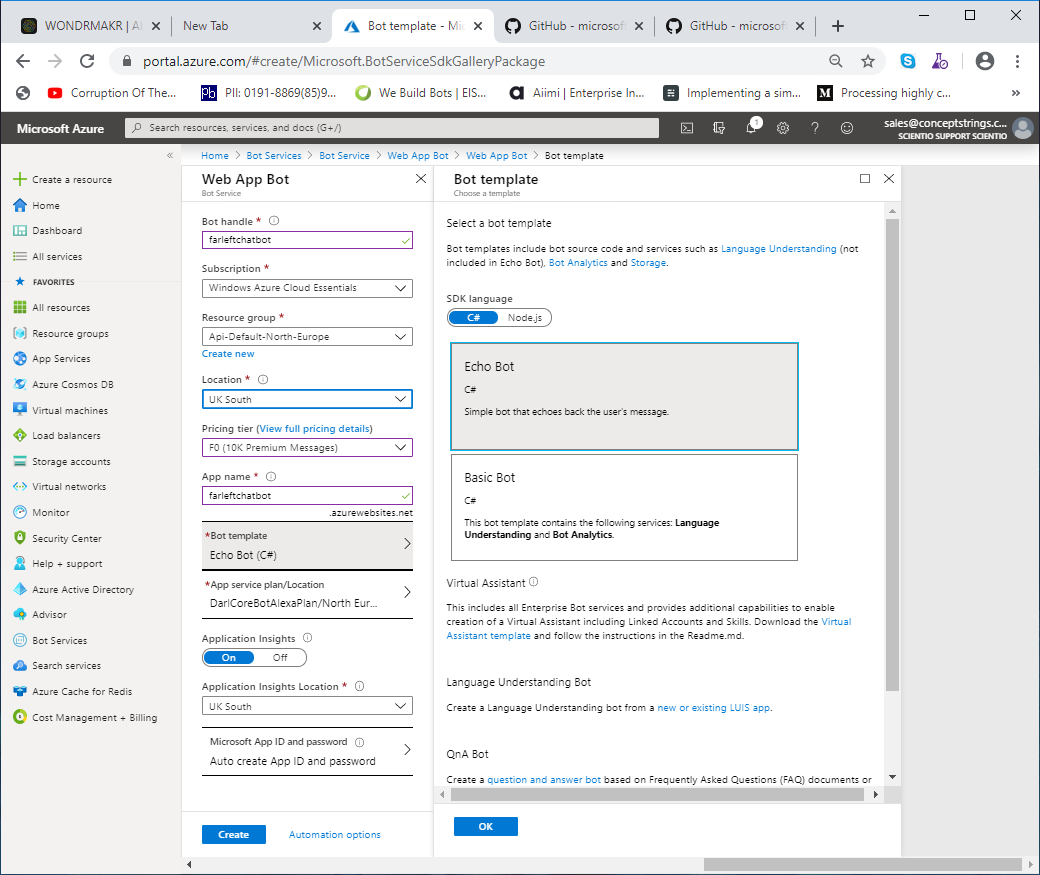 WONDRMAKR | Al
New Tab
Bot template - Mic
GitHub - microsoft
GitHub - microsoft
portal.azure.com/#create/Microsoft.BotServiceSdkGalleryPackage
Corruption Of The...
Pb
PII: 0191-8869(85)9...
We Build Bots | EIS...
a
Aiimi | Enterprise In...
Implementing a sim...
M
Processing highly c...
»
Microsoft Azure
Search resources, services, and docs (G+/)
1
sales@conceptstrings.c...
SCIENTIO SUPPORT SCIENTIO
«
Home > Bot Services > Bot Service > Web App Bot > Web App Bot > Bot template
Create a resource
Home
Dashboard
All services
FAVORITES
All resources
Resource groups
App Services
Azure Cosmos DB
Virtual machines
Load balancers
Storage accounts
Virtual networks
Monitor
Security Center
Help + support
Azure Active Directory
Advisor
Bot Services
Search services
Azure Cache for Redis
Cost Management + Billing
Web App Bot
Bot Service
Bot handle *
farleftchatbot
Subscription *
Windows Azure Cloud Essentials
Resource group *
Api-Default-North-Europe
Create new
Location *
UK South
Pricing tier (View full pricing details)
F0 (10K Premium Messages)
App name *
farleftchatbot
.azurewebsites.net
*Bot template
Echo Bot (C#)
*App service plan/Location
DarlCoreBotAlexaPlan/North Eur...
Application Insights
On Off
Application Insights Location *
UK South
Microsoft App ID and password
Auto create App ID and password
Create
Automation options
Bot template
Choose a template
Select a bot template
Bot templates include bot source code and services such as Language Understanding (not
included in Echo Bot), Bot Analytics and Storage.
SDK language
C# Node.js
Echo Bot
C#
Simple bot that echoes back the user's message.
Basic Bot
C#
This bot template contains the following services: Language
Understanding and Bot Analytics.
Virtual Assistant
This includes all Enterprise Bot services and provides additional capabilities to enable
creation of a Virtual Assistant including Linked Accounts and Skills. Download the Virtual
Assistant template and follow the instructions in the Readme.md.
Language Understanding Bot
Create a Language Understanding bot from a new or existing LUIS app.
QnA Bot
Create a question and answer bot based on Frequently Asked Questions (FAQ) documents or
OK